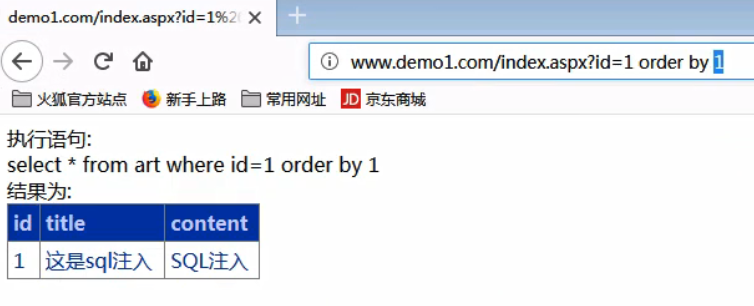 demo1.com/index.aspx?id=1%2
www.demo1.com/index.aspx?id=1 order by 1
火狐官方站点 新手上路 常用网址 JD 京东商城
执行语句:
select * from art where id=1 order by 1
结果为:
id title content
1 这是sql注入 SQL注入